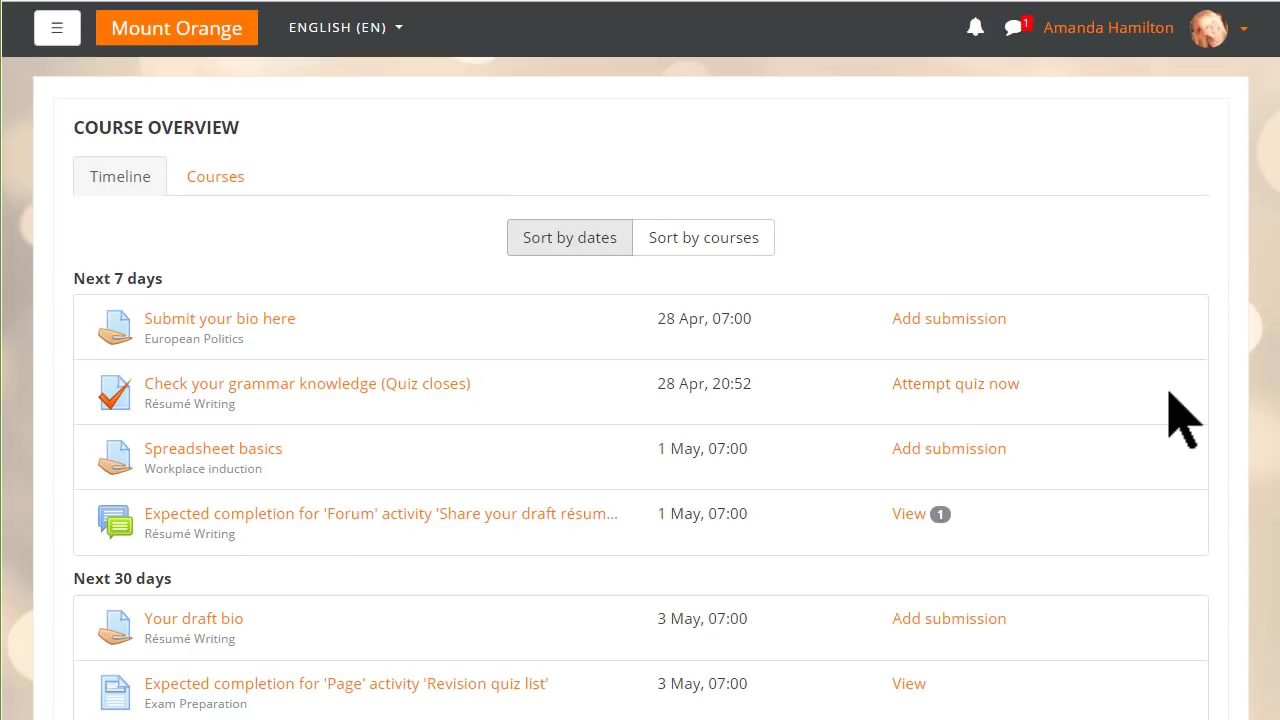 ☰ Mount Orange ENGLISH (EN) 1 Amanda Hamilton
COURSE OVERVIEW
Timeline Courses
Sort by dates Sort by courses
Next 7 days
Submit your bio here 28 Apr, 07:00 Add submission
European Politics
Check your grammar knowledge (Quiz closes) 28 Apr, 20:52 Attempt quiz now
Résumé Writing
Spreadsheet basics 1 May, 07:00 Add submission
Workplace induction
Expected completion for 'Forum' activity 'Share your draft résum... 1 May, 07:00 View 1
Résumé Writing
Next 30 days
Your draft bio 3 May, 07:00 Add submission
Résumé Writing
Expected completion for 'Page' activity 'Revision quiz list' 3 May, 07:00 View
Exam Preparation